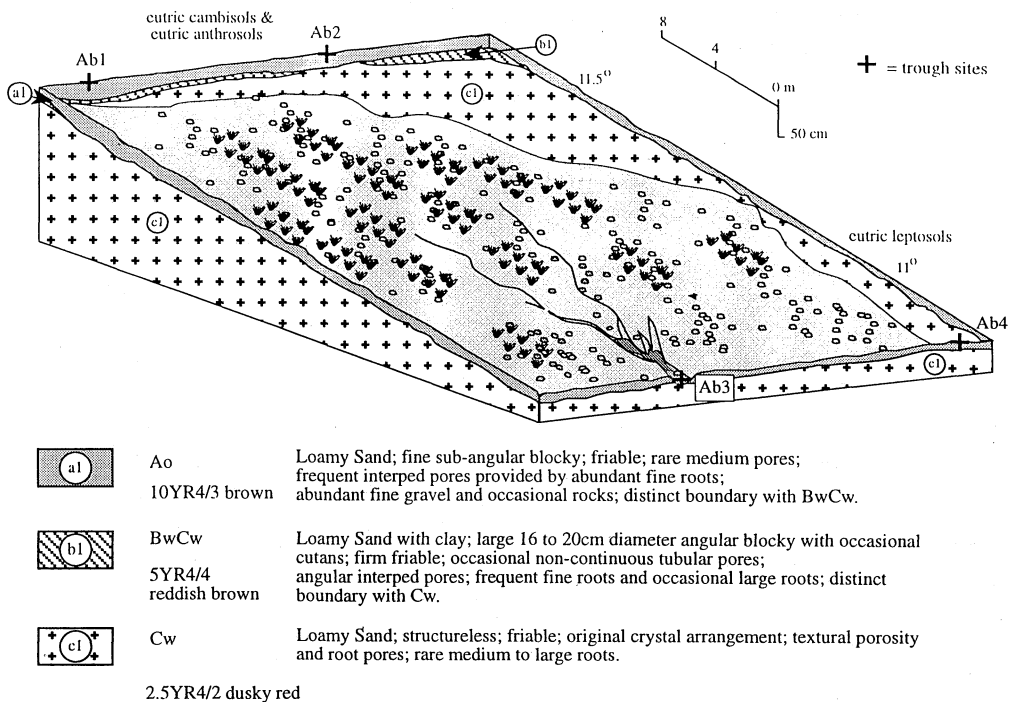 cutric cambisols &
cutric anthrosols
Ab1
Ab2
b1
a1
c1
c1
11.5°
8
4
0 m
50 cm
+ = trough sites
cutric leptosols
11°
Ab4
c1
Ab3
a1
Ao
10YR4/3 brown
Loamy Sand; fine sub-angular blocky; friable; rare medium pores;
frequent interped pores provided by abundant fine roots;
abundant fine gravel and occasional rocks; distinct boundary with BwCw.
b1
BwCw
5YR4/4
reddish brown
Loamy Sand with clay; large 16 to 20cm diameter angular blocky with occasional
cutans; firm friable; occasional non-continuous tubular pores;
angular interped pores; frequent fine roots and occasional large roots; distinct
boundary with Cw.
c1
Cw
2.5YR4/2 dusky red
Loamy Sand; structureless; friable; original crystal arrangement; textural porosity
and root pores; rare medium to large roots.